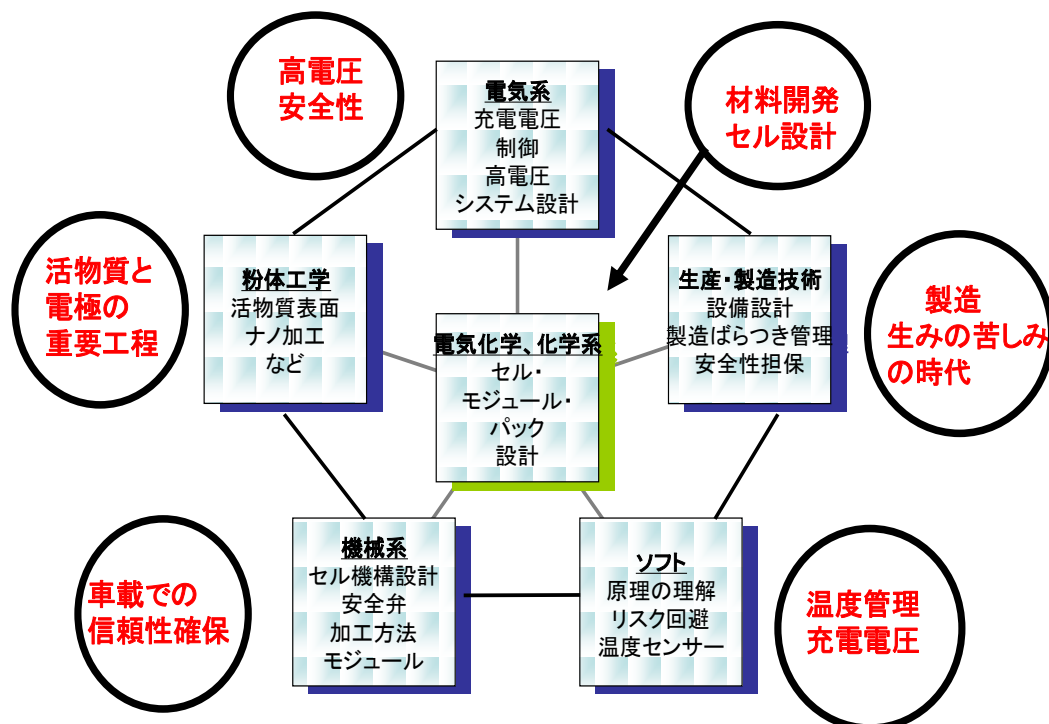 高電圧
安全性
電気系
充電電圧
制御
高電圧
システム設計
材料開発
セル設計
活物質と
電極の
重要工程
粉体工学
活物質表面
ナノ加工
など
生産・製造技術
設備設計
製造ばらつき管理
安全性担保
製造
生みの苦しみ
の時代
電気化学、化学系
セル・
モジュール・
パック
設計
車載での
信頼性確保
機械系
セル機構設計
安全弁
加工方法
モジュール
ソフト
原理の理解
リスク回避
温度センサー
温度管理
充電電圧